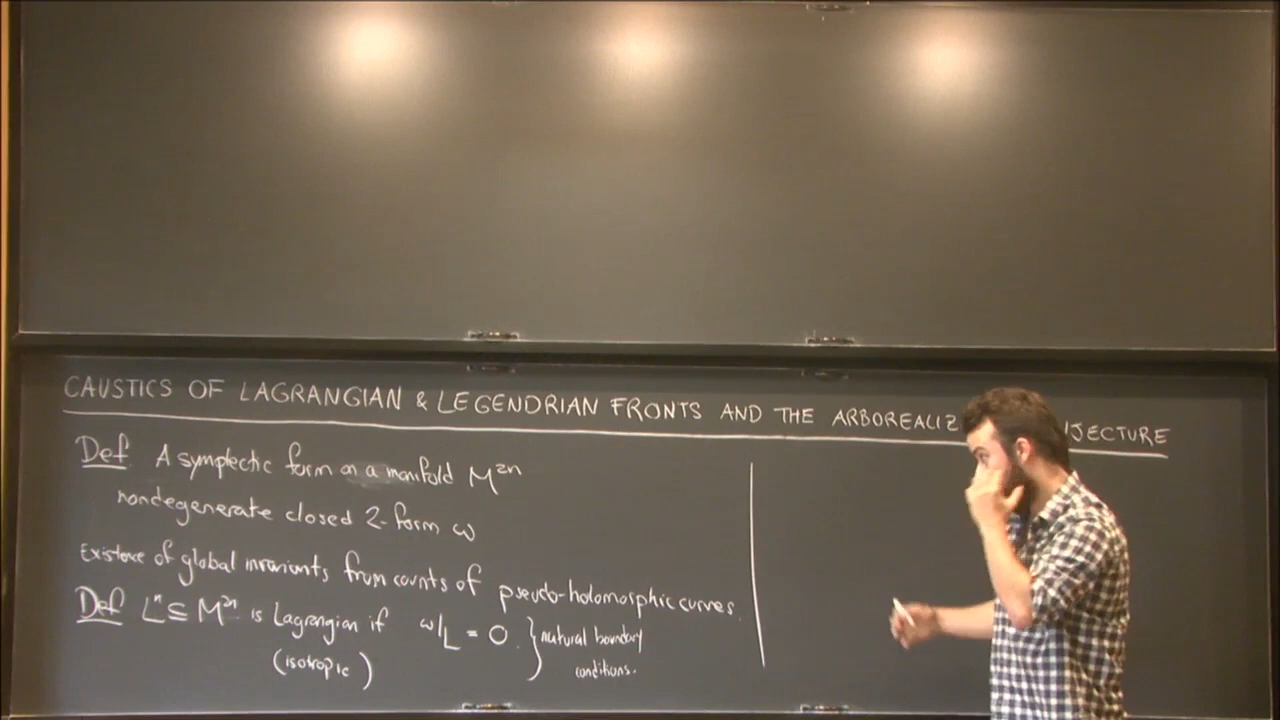 CAUSTICS OF LAGRANGIAN & LEGENDRIAN FRONTS AND THE ARBOREALIZ JECTURE
Def A symplectic form on a manifold M²ⁿ
nondegenerate closed 2-form ω
Existence of global invariants from counts of pseudo-holomorphic curves.
Def Lⁿ ⊆ M²ⁿ is Lagrangian if ω|_L = 0. } natural boundary
(isotropic) conditions.